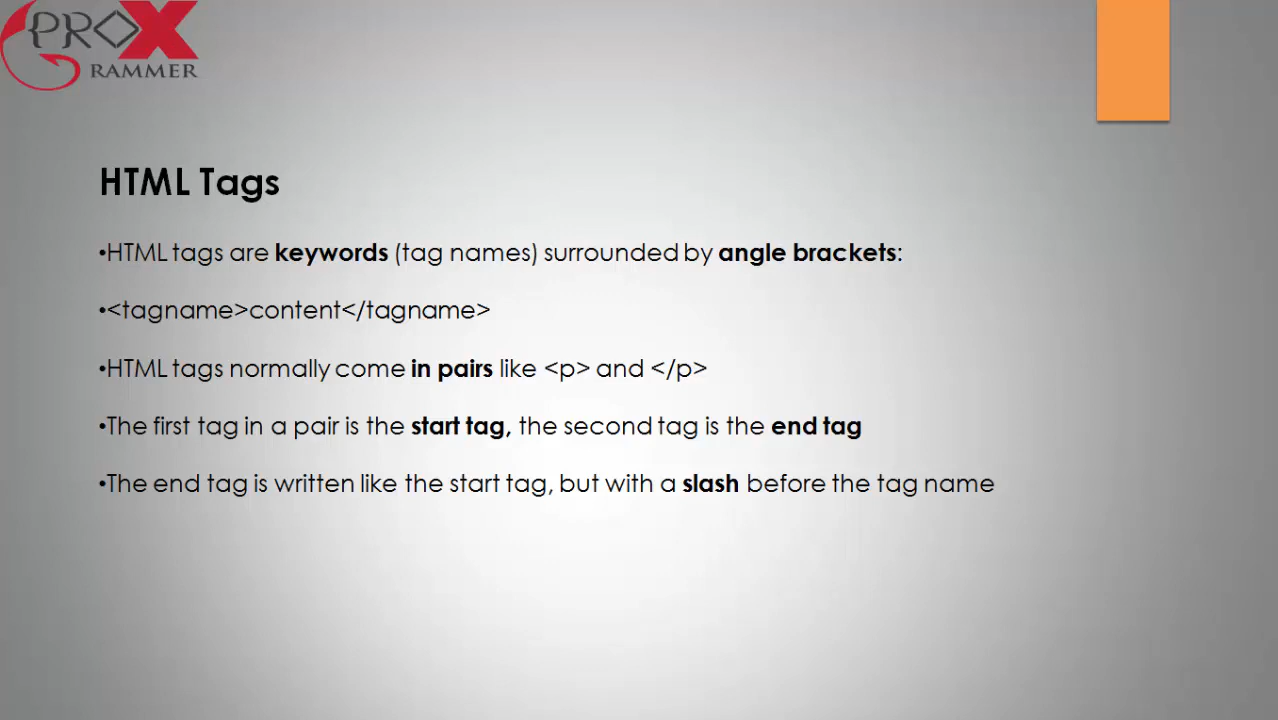 PROX
GRAMMER
HTML Tags
•HTML tags are keywords (tag names) surrounded by angle brackets:
•<tagname>content</tagname>
•HTML tags normally come in pairs like <p> and </p>
•The first tag in a pair is the start tag, the second tag is the end tag
•The end tag is written like the start tag, but with a slash before the tag name